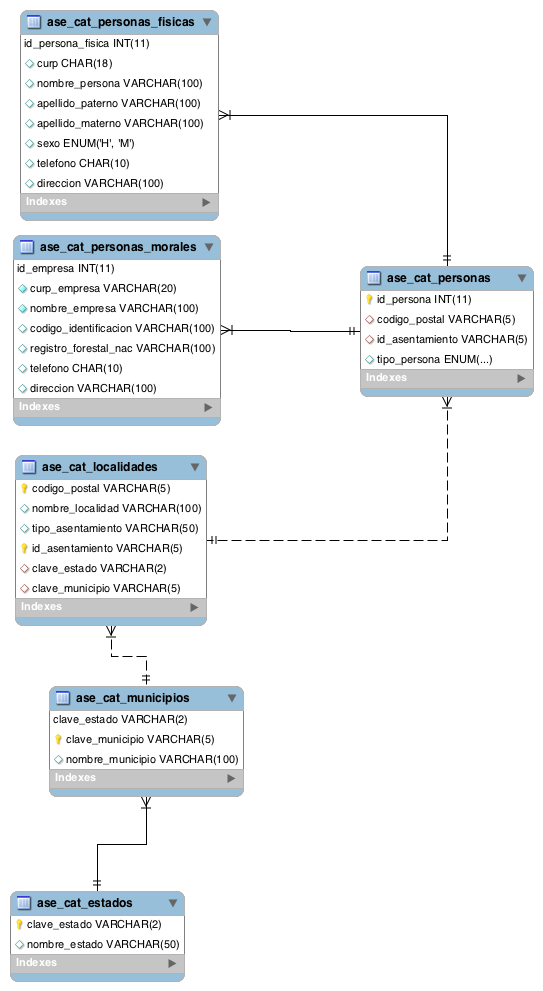 ase_cat_personas_fisicas
id_persona_fisica INT(11)
curp CHAR(18)
nombre_persona VARCHAR(100)
apellido_paterno VARCHAR(100)
apellido_materno VARCHAR(100)
sexo ENUM('H', 'M')
telefono CHAR(10)
direccion VARCHAR(100)
Indexes
ase_cat_personas_morales
id_empresa INT(11)
curp_empresa VARCHAR(20)
nombre_empresa VARCHAR(100)
codigo_identificacion VARCHAR(100)
registro_forestal_nac VARCHAR(100)
telefono CHAR(10)
direccion VARCHAR(100)
Indexes
ase_cat_personas
id_persona INT(11)
codigo_postal VARCHAR(5)
id_asentamiento VARCHAR(5)
tipo_persona ENUM(...)
Indexes
ase_cat_localidades
codigo_postal VARCHAR(5)
nombre_localidad VARCHAR(100)
tipo_asentamiento VARCHAR(50)
id_asentamiento VARCHAR(5)
clave_estado VARCHAR(2)
clave_municipio VARCHAR(5)
Indexes
ase_cat_municipios
clave_estado VARCHAR(2)
clave_municipio VARCHAR(5)
nombre_municipio VARCHAR(100)
Indexes
ase_cat_estados
clave_estado VARCHAR(2)
nombre_estado VARCHAR(50)
Indexes